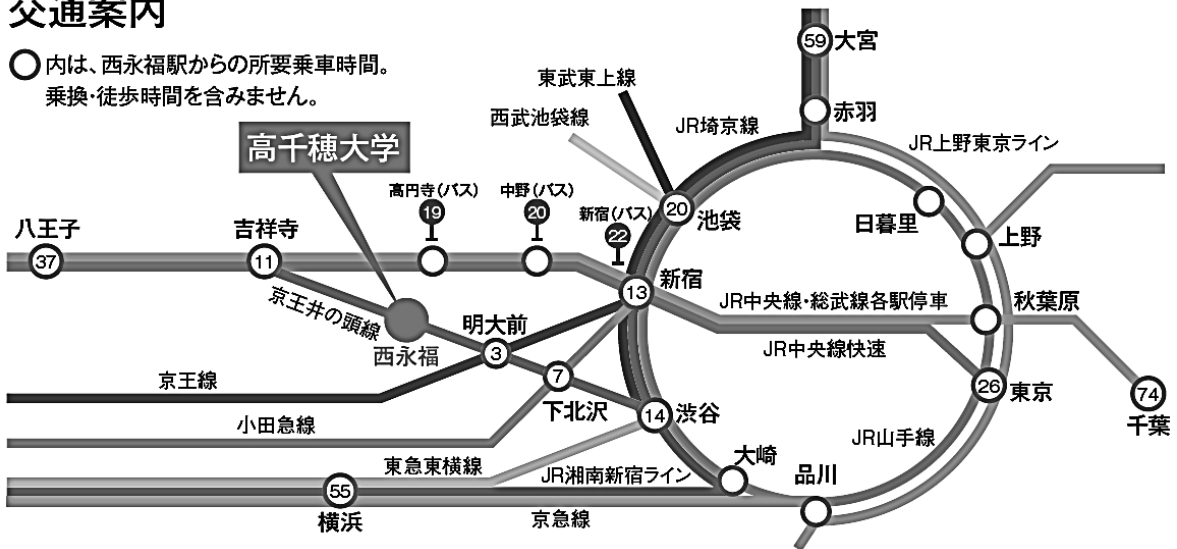 交通案内
内は、西永福駅からの所要乗車時間。
乗換・徒歩時間を含みません。
高千穂大学
東武東上線
西武池袋線
JR埼京線
59
大宮
赤羽
JR上野東京ライン
高円寺(バス)
19
中野(バス)
20
新宿(バス)
22
20
池袋
日暮里
上野
八王子
37
吉祥寺
11
京王井の頭線
西永福
明大前
3
13
新宿
JR中央線・総武線各駅停車
JR中央線快速
秋葉原
京王線
7
下北沢
26
東京
74
千葉
小田急線
14
渋谷
JR山手線
東急東横線
JR湘南新宿ライン
大崎
品川
55
横浜
京急線